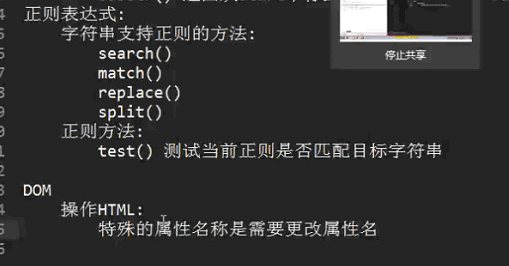 正则表达式:
停止共享
字符串支持正则的方法:
search()
match()
replace()
split()
正则方法:
test() 测试当前正则是否匹配目标字符串
DOM
操作HTML:
特殊的属性名称是需要更改属性名